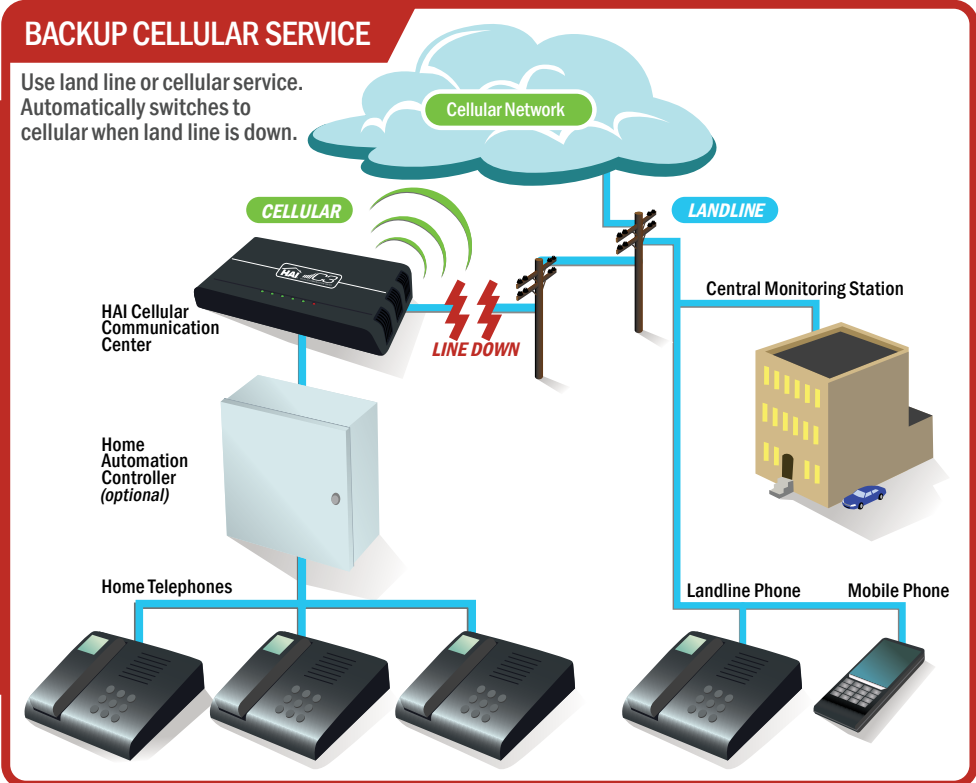 BACKUP CELLULAR SERVICE
Use land line or cellular service.
Automatically switches to
cellular when land line is down.
Cellular Network
CELLULAR
LANDLINE
HAI C3
HAI Cellular
Communication
Center
LINE DOWN
Central Monitoring Station
Home
Automation
Controller
(optional)
Home Telephones
Landline Phone
Mobile Phone